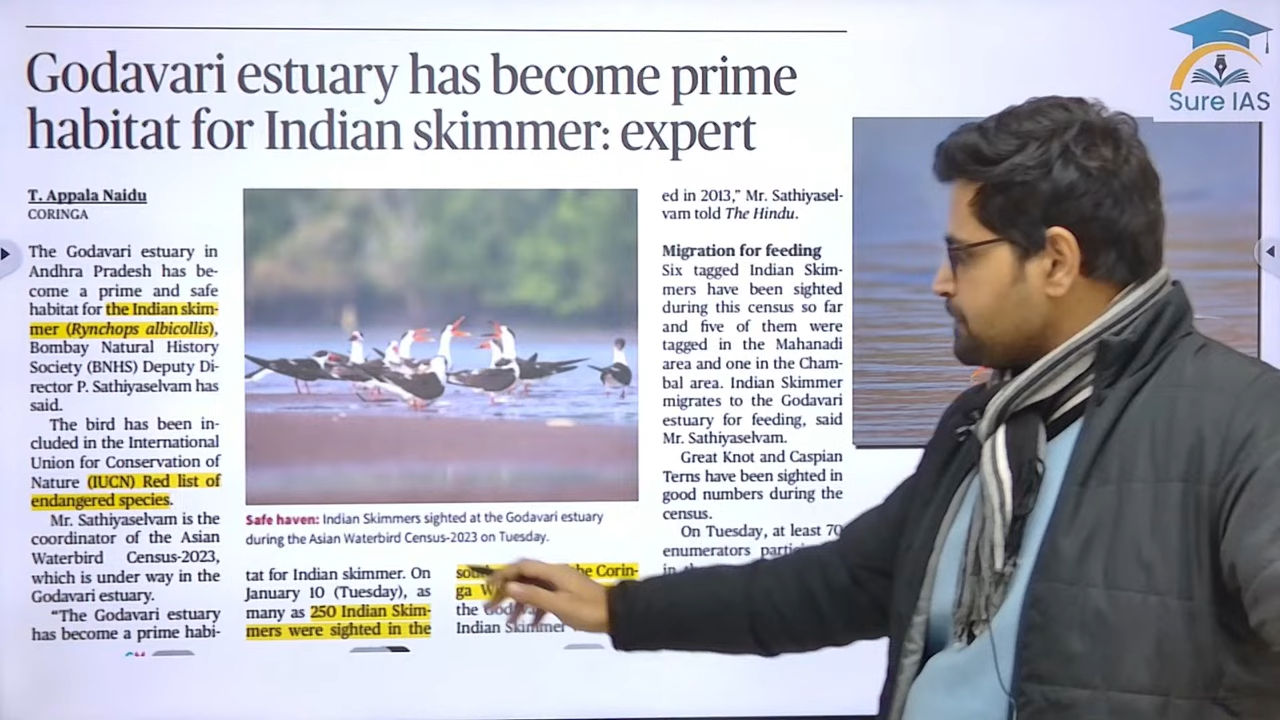 Godavari estuary has become prime
habitat for Indian skimmer: expert
T. Appala Naidu
CORINGA
The Godavari estuary in
Andhra Pradesh has be-
come a prime and safe
habitat for the Indian skim-
mer (Rynchops albicollis),
Bombay Natural History
Society (BNHS) Deputy Di-
rector P. Sathiyaselvam has
said.
The bird has been in-
cluded in the International
Union for Conservation of
Nature (IUCN) Red list of
endangered species.
Mr. Sathiyaselvam is the
coordinator of the Asian
Waterbird Census-2023,
which is under way in the
Godavari estuary.
"The Godavari estuary
has become a prime habi-
Safe haven: Indian Skimmers sighted at the Godavari estuary
during the Asian Waterbird Census-2023 on Tuesday.
tat for Indian skimmer. On
January 10 (Tuesday), as
many as 250 Indian Skim-
mers were sighted in the
Corin-
ga
the
Indian Skimmer
ed in 2013," Mr. Sathiyasel-
vam told The Hindu.
Migration for feeding
Six tagged Indian Skim-
mers have been sighted
during this census so far
and five of them were
tagged in the Mahanadi
area and one in the Cham-
bal area. Indian Skimmer
migrates to the Godavari
estuary for feeding, said
Mr. Sathiyaselvam.
Great Knot and Caspian
Terns have been sighted in
good numbers during the
census.
On Tuesday, at least 70
enumerators
Sure IAS